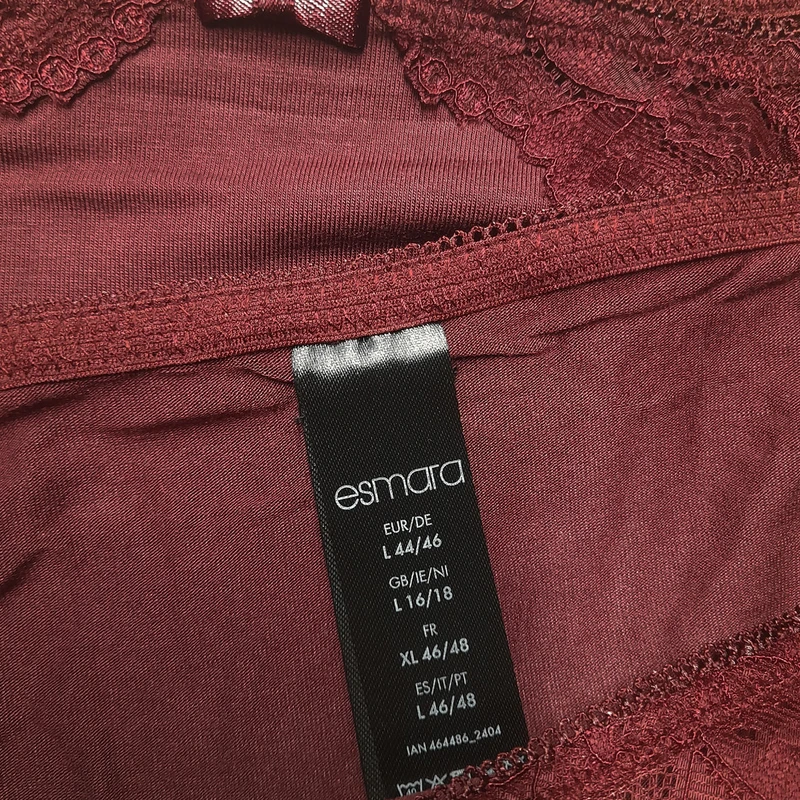 esmara
EUR/DE
L 44/46
GB/IE/NI
L 16/18
FR
XL 46/48
ES/IT/PT
L 46/48
IAN 464486_2404
40